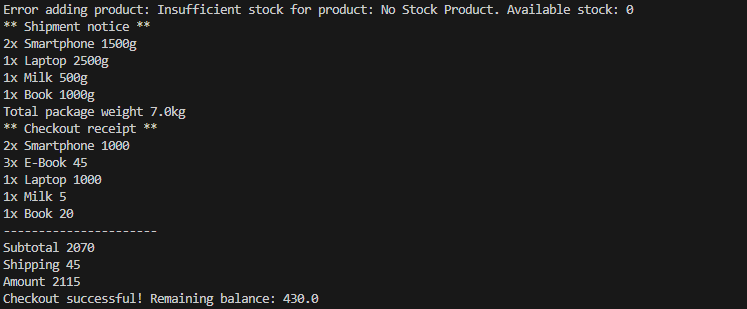 Error adding product: Insufficient stock for product: No Stock Product. Available stock: 0
** Shipment notice **
2x Smartphone 1500g
1x Laptop 2500g
1x Milk 500g
1x Book 1000g
Total package weight 7.0kg
** Checkout receipt **
2x Smartphone 1000
3x E-Book 45
1x Laptop 1000
1x Milk 5
1x Book 20
----------------------
Subtotal 2070
Shipping 45
Amount 2115
Checkout successful! Remaining balance: 430.0